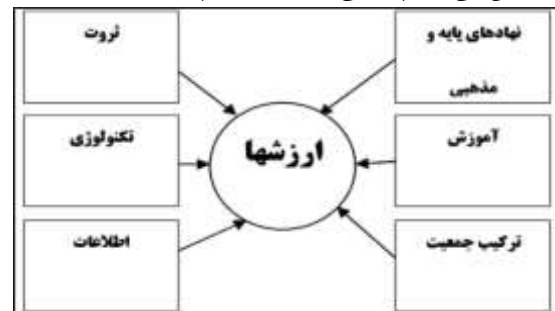 نهادهای پایه و
مذهبی
ثروت
آموزش
ارزشها
تکنولوژی
ترکیب جمعیت
اطلاعات